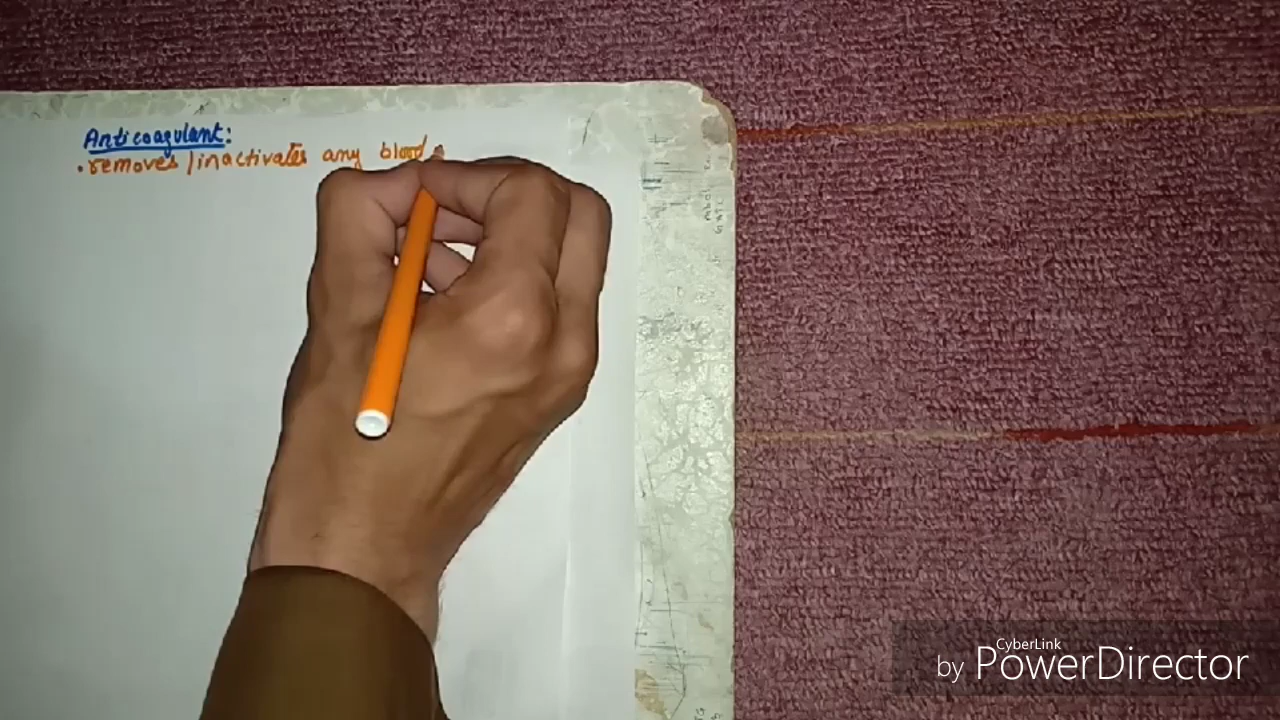 Anticoagulant:
. removes/inactivates any blood
CyberLink
by PowerDirector